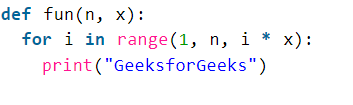 def fun(n, x):
  for i in range(1, n, i * x):
    print("GeeksforGeeks")